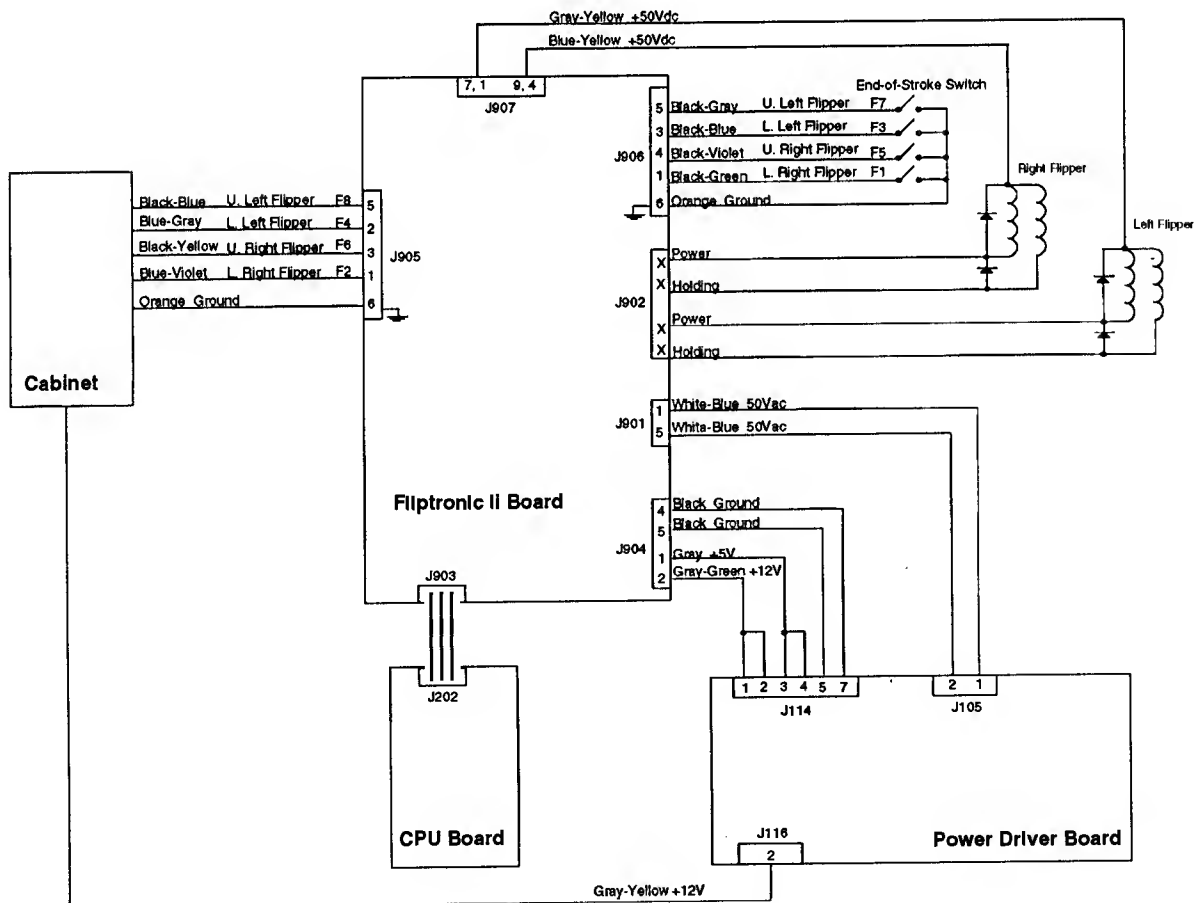 Gray-Yellow +50Vdc
Blue-Yellow +50Vdc
7, 1 9, 4
J907
End-of-Stroke Switch
5 Black-Gray U. Left Flipper F7
3 Black-Blue L. Left Flipper F3
J906
4 Black-Violet U. Right Flipper F5
1 Black-Green L. Right Flipper F1
6 Orange Ground
Right Flipper
Left Flipper
Black-Blue U. Left Flipper F8 5
Blue-Gray L. Left Flipper F4 2
Black-Yellow U. Right Flipper F6 3
J905
Blue-Violet L. Right Flipper F2 1
Orange Ground 6
X Power
X Holding
J902
X Power
X Holding
Cabinet
1 White-Blue 50Vac
J901
5 White-Blue 50Vac
Fliptronic Ii Board
4 Black Ground
5 Black Ground
J904
1 Gray +5V
2 Gray-Green +12V
J903
J202
1 2 3 4 5 7
J114
2 1
J105
CPU Board
Power Driver Board
J116
2
Gray-Yellow +12V